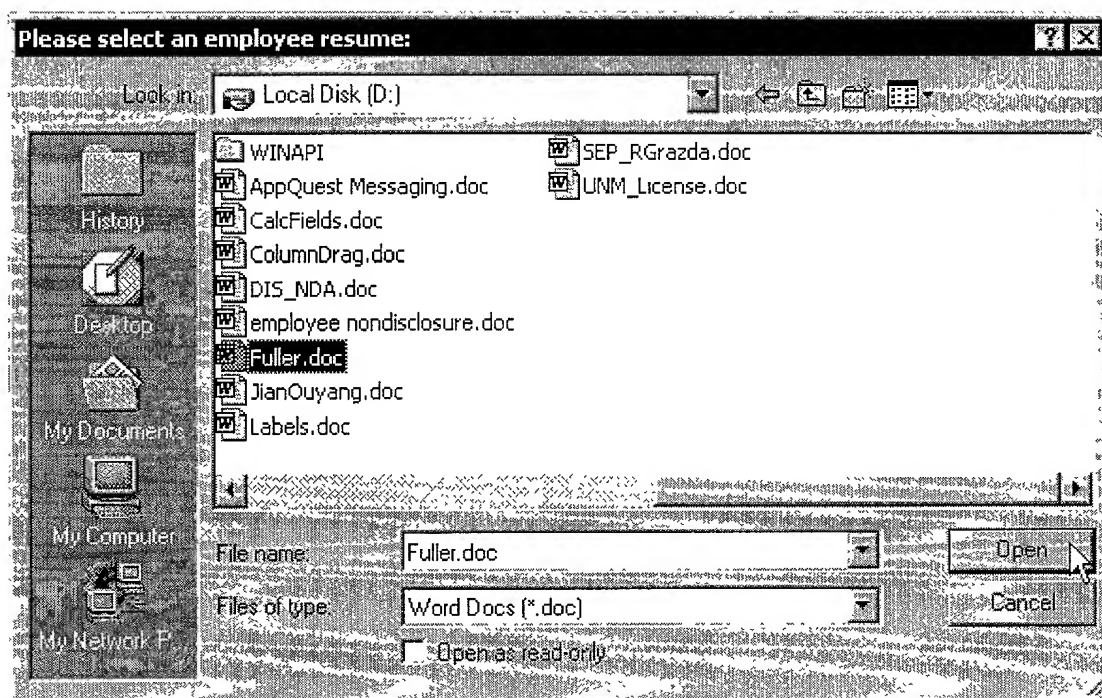 Please select an employee resume:
Look in: Local Disk (D:)
History
Desktop
My Documents
My Computer
My Network P...
WINAPI
AppQuest Messaging.doc
CalcFields.doc
ColumnDrag.doc
DIS_NDA.doc
employee nondisclosure.doc
Fuller.doc
JianOuyang.doc
Labels.doc
SEP_RGrazda.doc
UNM_License.doc
File name: Fuller.doc Open
Files of type: Word Docs (*.doc) Cancel
Open as read-only